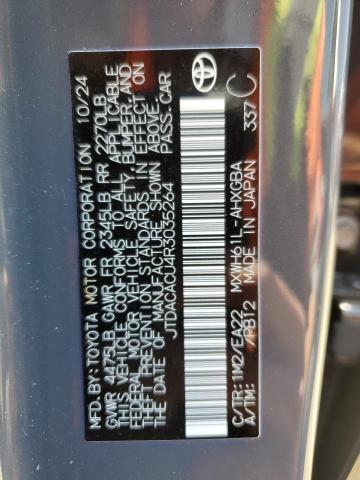 MFD.BY:TOYOTA MOTOR CORPORATION 10/24
GVWR 4475LB GAWR FR 2345LB RR 2270LB
THIS VEHICLE CONFORMS TO ALL APPLICABLE
FEDERAL MOTOR VEHICLE SAFETY, BUMPER AND
THEFT PREVENTION STANDARDS IN EFFECT ON
THE DATE OF MANUFACTURE SHOWN ABOVE.
JTDACACU4R3035264 PASS.CAR
C/TR:1M2/EA22 MXWH61L-AHXGBA
A/TM: /PB12 MADE IN JAPAN 337 C
TOYOTA